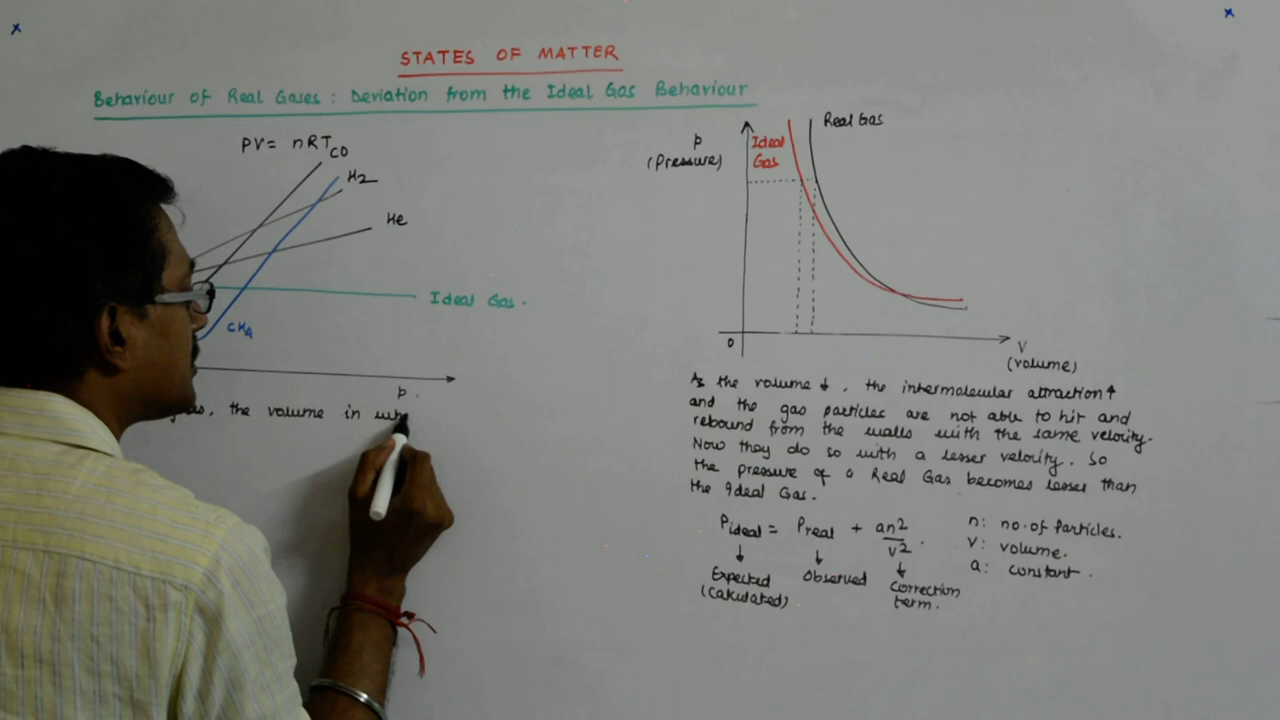 STATES OF MATTER
Behaviour of Real Gases : Deviation from the Ideal Gas Behaviour
PV = nRT
CO
H2
He
Ideal Gas.
CH4
p.
the volume in
P
(Pressure)
Ideal
Gas
Real Gas
0
V
(volume)
As the volume ↓, the intermolecular attraction ↑
and the gas particles are not able to hit and
rebound from the walls with the same velocity.
Now they do so with a lesser velocity. So
the pressure of a Real Gas becomes lesser than
the Ideal Gas.
Pideal = Preal + an2/v2.
Expected
(calculated)
Observed
Correction
term.
n: no. of particles.
V: volume.
a: constant.